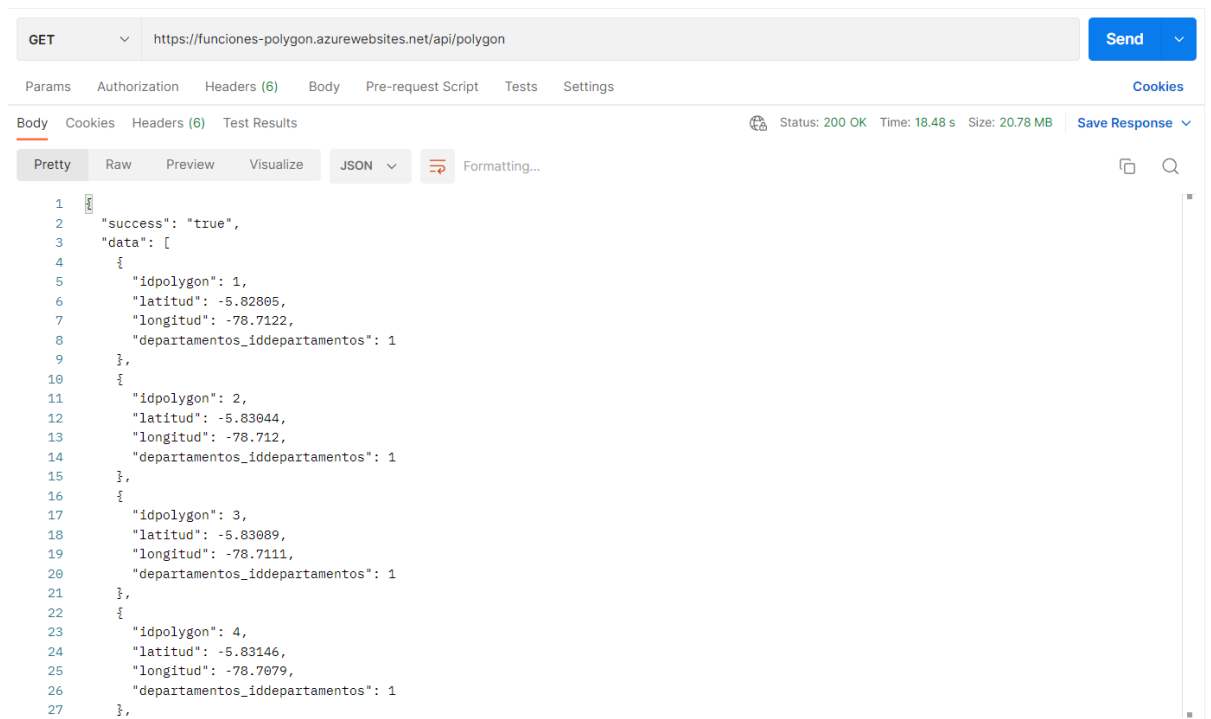 GET https://funciones-polygon.azurewebsites.net/api/polygon Send
Params Authorization Headers (6) Body Pre-request Script Tests Settings Cookies
Body Cookies Headers (6) Test Results Status: 200 OK Time: 18.48 s Size: 20.78 MB Save Response
Pretty Raw Preview Visualize JSON Formatting...
1 {
2 "success": "true",
3 "data": [
4 {
5 "idpolygon": 1,
6 "latitud": -5.82805,
7 "longitud": -78.7122,
8 "departamentos_iddepartamentos": 1
9 },
10 {
11 "idpolygon": 2,
12 "latitud": -5.83044,
13 "longitud": -78.712,
14 "departamentos_iddepartamentos": 1
15 },
16 {
17 "idpolygon": 3,
18 "latitud": -5.83089,
19 "longitud": -78.7111,
20 "departamentos_iddepartamentos": 1
21 },
22 {
23 "idpolygon": 4,
24 "latitud": -5.83146,
25 "longitud": -78.7079,
26 "departamentos_iddepartamentos": 1
27 },